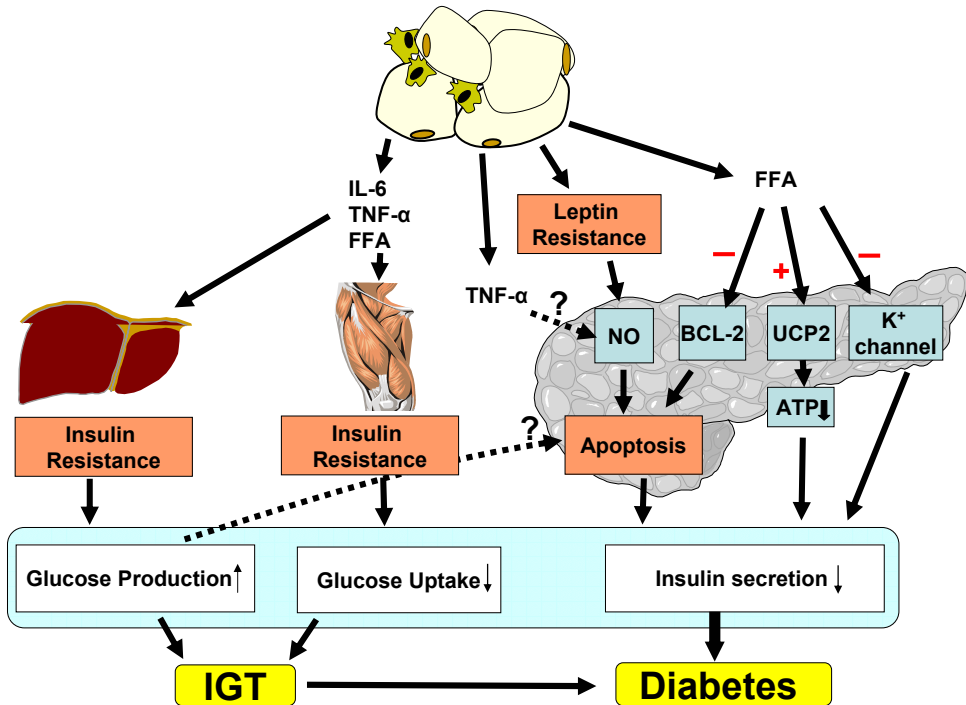 IL-6
TNF-α
FFA
FFA
Leptin
Resistance
–
+
–
TNF-α
?
NO
BCL-2
UCP2
K⁺
channel
ATP⬇
Insulin
Resistance
Insulin
Resistance
?
Apoptosis
Glucose Production↑
Glucose Uptake↓
Insulin secretion↓
IGT
Diabetes